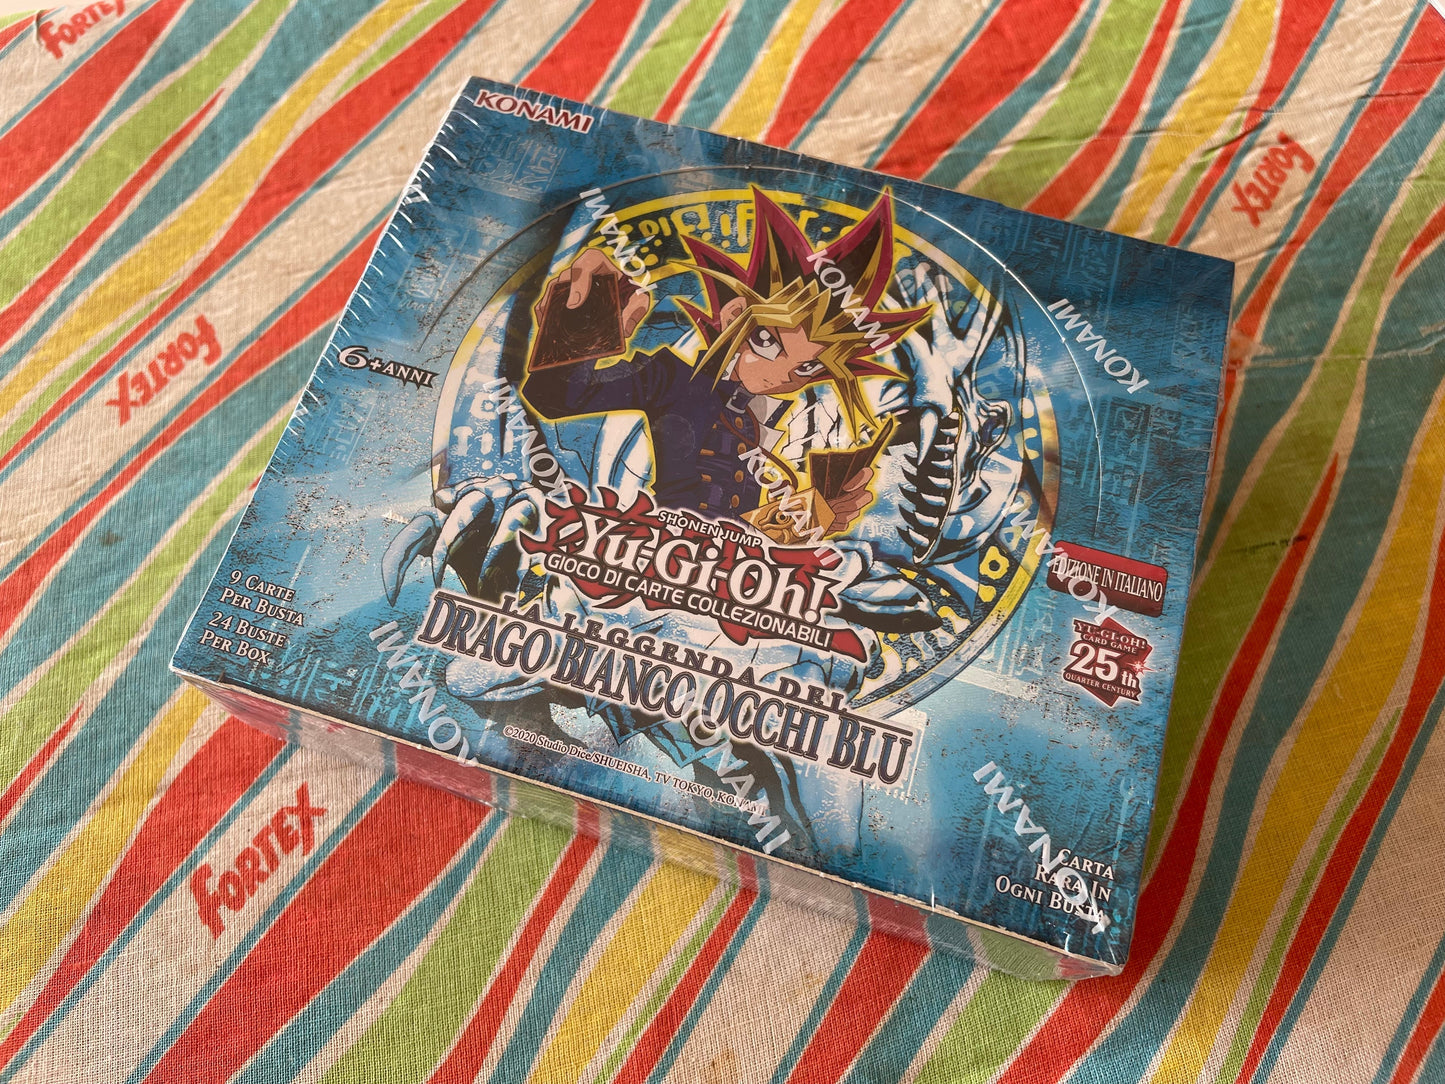 KONAMI
6+ ANNI
SHONEN JUMP
YU-GI-OH!
GIOCO DI CARTE COLLEZIONABILI
LA LEGGENDA DEL
DRAGO BIANCO OCCHI BLU
©2020 Studio Dice/SHUEISHA, TV TOKYO, KONAMI
9 CARTE
PER BUSTA
24 BUSTE
PER BOX
EDIZIONE IN ITALIANO
YU-GI-OH!
CARD GAME
25th
QUARTER CENTURY
CARTA
RARA IN
OGNI BUSTA
KONAMI
KONAMI
KONAMI
KONAMI
KONAMI
KONAMI
KONAMI
KONAMI
KONAMI
FORTEX
FORTEX
FORTEX
FORTEX